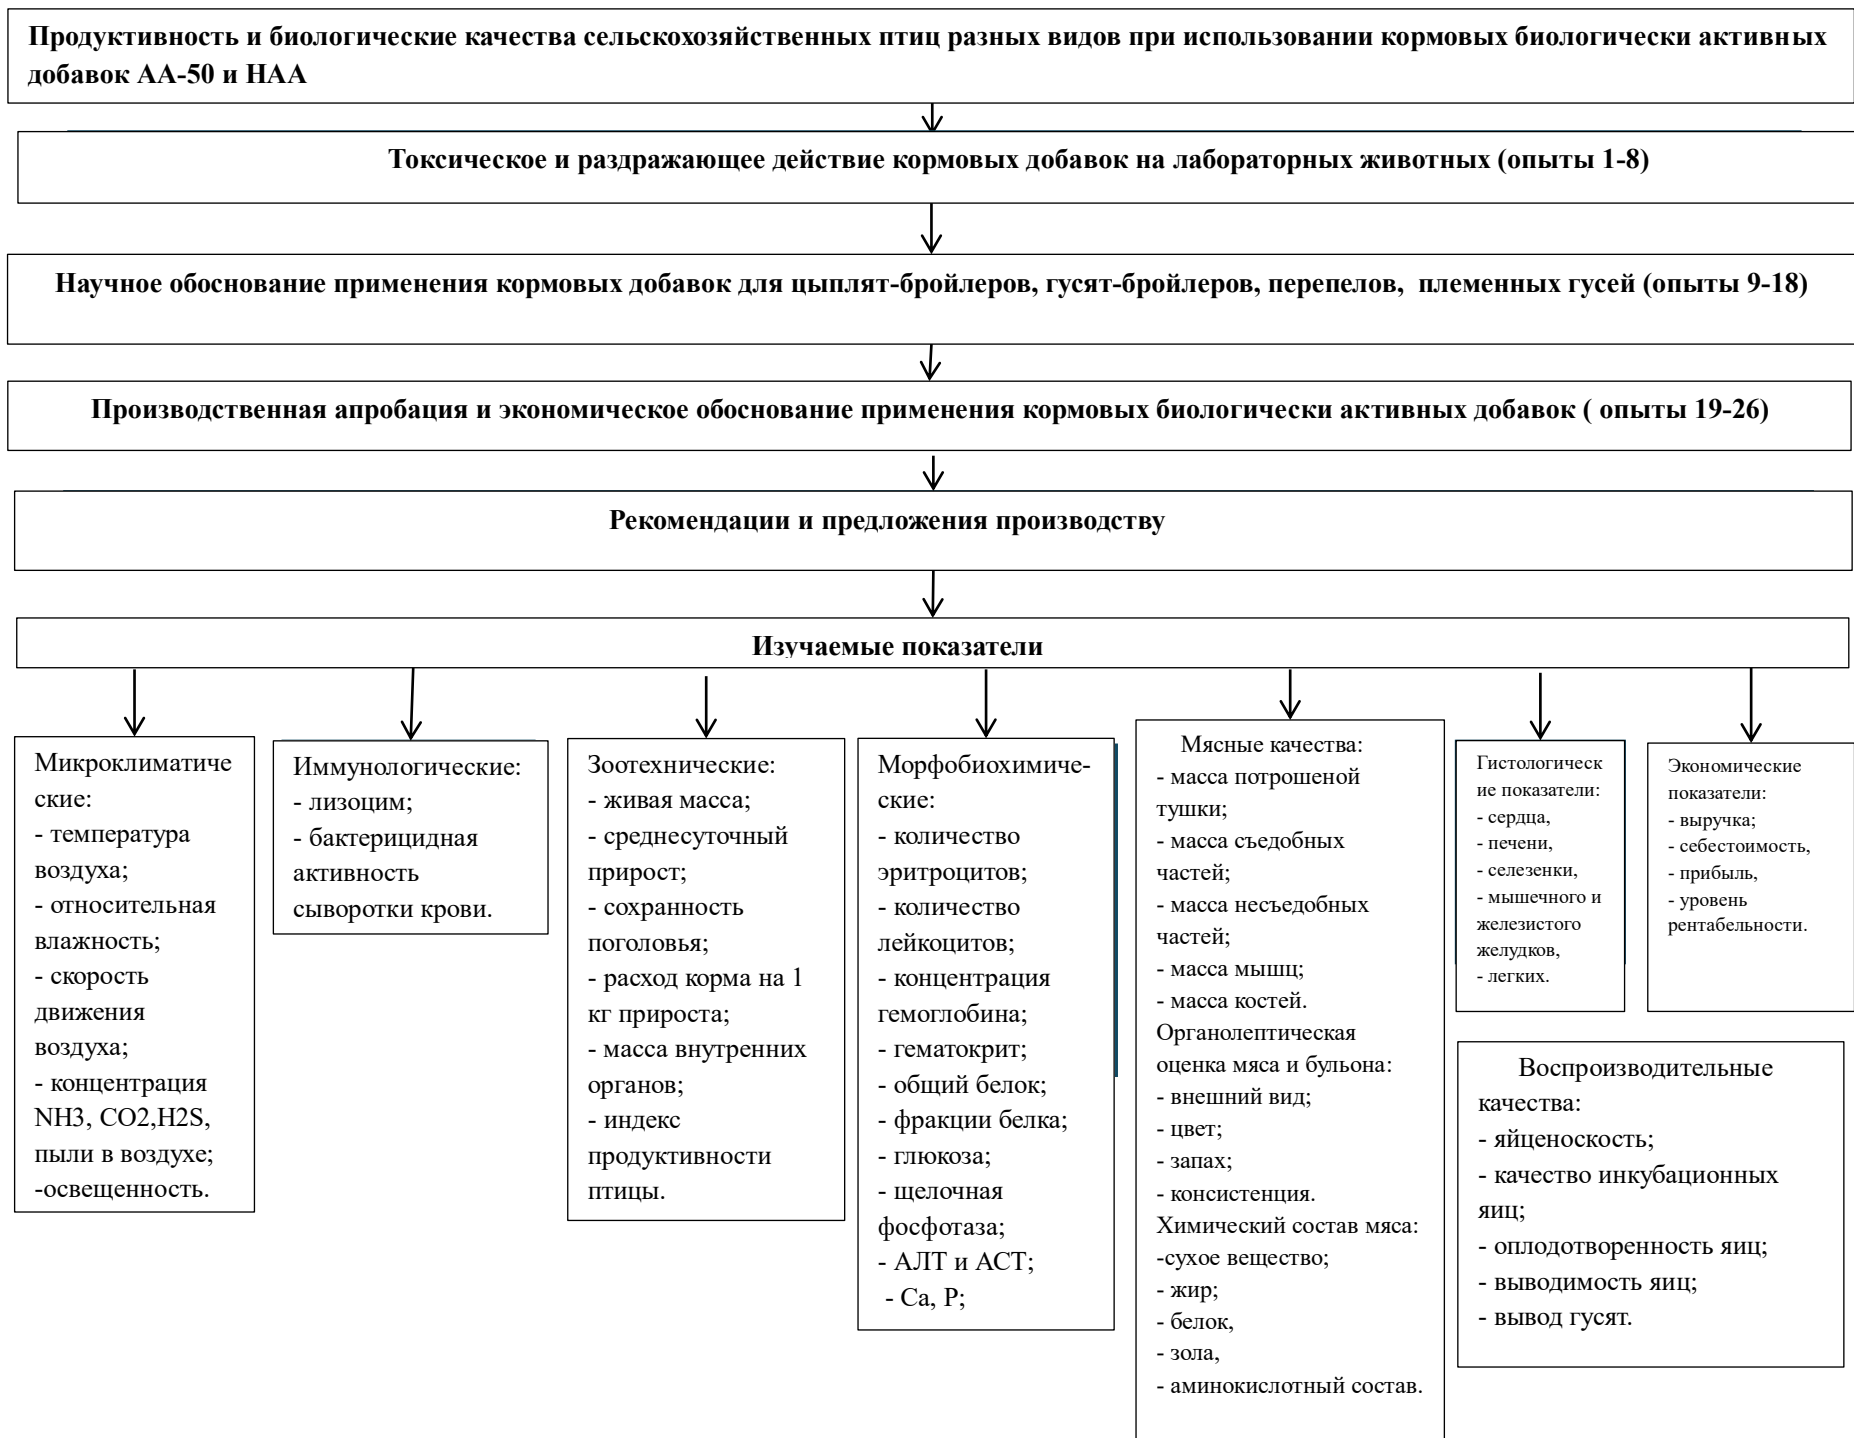 Продуктивность и биологические качества сельскохозяйственных птиц разных видов при использовании кормовых биологически активных
добавок АА-50 и НАА
Токсическое и раздражающее действие кормовых добавок на лабораторных животных (опыты 1-8)
Научное обоснование применения кормовых добавок для цыплят-бройлеров, гусят-бройлеров, перепелов, племенных гусей (опыты 9-18)
Производственная апробация и экономическое обоснование применения кормовых биологически активных добавок ( опыты 19-26)
Рекомендации и предложения производству
Изучаемые показатели
Микроклиматиче
ские:
- температура
воздуха;
- относительная
влажность;
- скорость
движения
воздуха;
- концентрация
NH3, CO2,H2S,
пыли в воздухе;
-освещенность.
Иммунологические:
- лизоцим;
- бактерицидная
активность
сыворотки крови.
Зоотехнические:
- живая масса;
- среднесуточный
прирост;
- сохранность
поголовья;
- расход корма на 1
кг прироста;
- масса внутренних
органов;
- индекс
продуктивности
птицы.
Морфобиохимиче-
ские:
- количество
эритроцитов;
- количество
лейкоцитов;
- концентрация
гемоглобина;
- гематокрит;
- общий белок;
- фракции белка;
- глюкоза;
- щелочная
фосфотаза;
- АЛТ и АСТ;
- Ca, P;
Мясные качества:
- масса потрошеной
тушки;
- масса съедобных
частей;
- масса несъедобных
частей;
- масса мышц;
- масса костей.
Органолептическая
оценка мяса и бульона:
- внешний вид;
- цвет;
- запах;
- консистенция.
Химический состав мяса:
-сухое вещество;
- жир;
- белок,
- зола,
- аминокислотный состав.
Гистологическ
ие показатели:
- сердца,
- печени,
- селезенки,
- мышечного и
железистого
желудков,
- легких.
Экономические
показатели:
- выручка;
- себестоимость,
- прибыль,
- уровень
рентабельности.
Воспроизводительные
качества:
- яйценоскость;
- качество инкубационных
яиц;
- оплодотворенность яиц;
- выводимость яиц;
- вывод гусят.